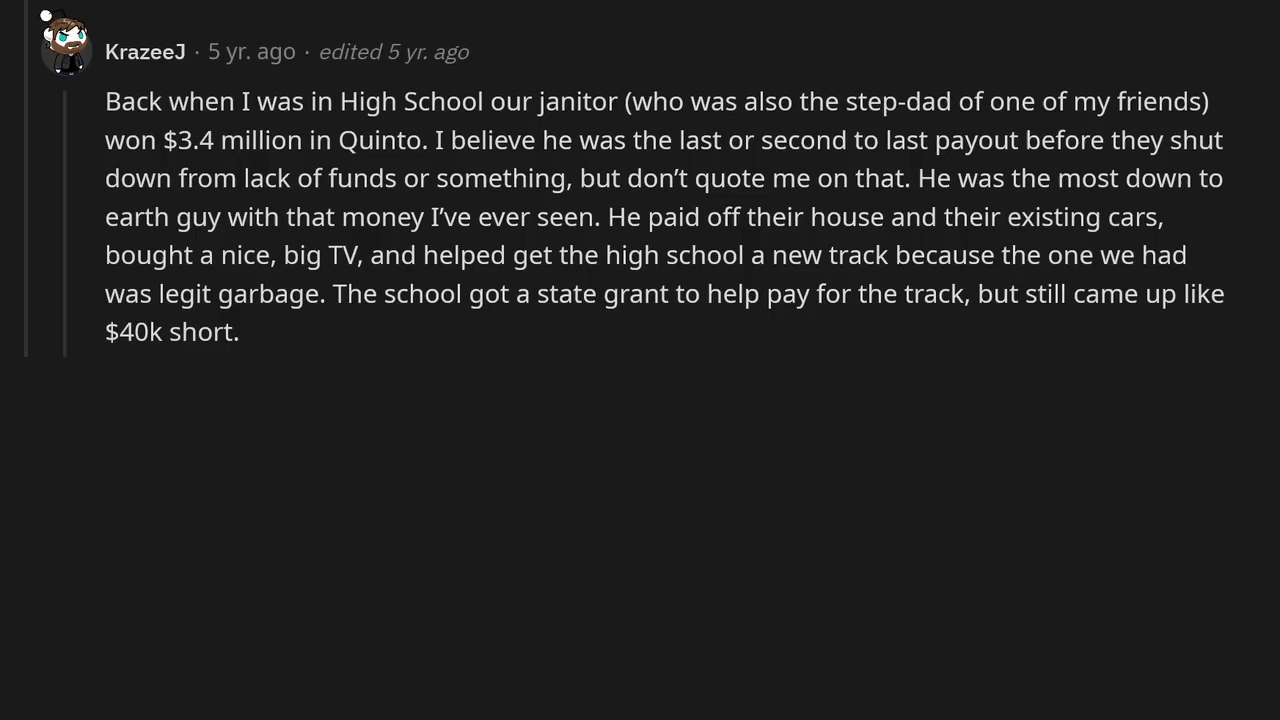 KrazeeJ · 5 yr. ago · edited 5 yr. ago
Back when I was in High School our janitor (who was also the step-dad of one of my friends)
won $3.4 million in Quinto. I believe he was the last or second to last payout before they shut
down from lack of funds or something, but don’t quote me on that. He was the most down to
earth guy with that money I’ve ever seen. He paid off their house and their existing cars,
bought a nice, big TV, and helped get the high school a new track because the one we had
was legit garbage. The school got a state grant to help pay for the track, but still came up like
$40k short.